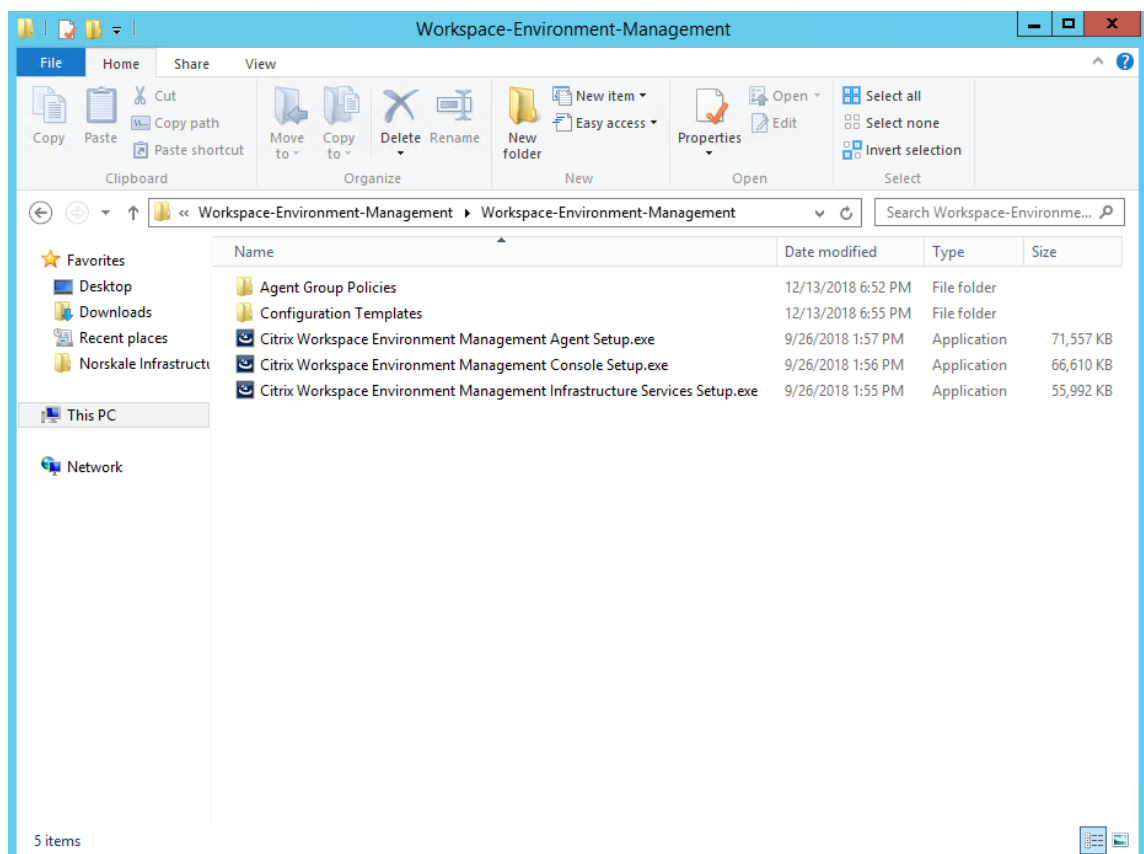 Workspace-Environment-Management
File Home Share View
Copy Paste Cut Copy path Paste shortcut
Clipboard
Move to Copy to Delete Rename
Organize
New folder New item Easy access
New
Properties Open Edit
Open
Select all Select none Invert selection
Select
« Workspace-Environment-Management Workspace-Environment-Management Search Workspace-Environme...
Favorites
Desktop
Downloads
Recent places
Norskale Infrastructu
This PC
Network
Name Date modified Type Size
Agent Group Policies 12/13/2018 6:52 PM File folder
Configuration Templates 12/13/2018 6:55 PM File folder
Citrix Workspace Environment Management Agent Setup.exe 9/26/2018 1:57 PM Application 71,557 KB
Citrix Workspace Environment Management Console Setup.exe 9/26/2018 1:56 PM Application 66,610 KB
Citrix Workspace Environment Management Infrastructure Services Setup.exe 9/26/2018 1:55 PM Application 55,992 KB
5 items